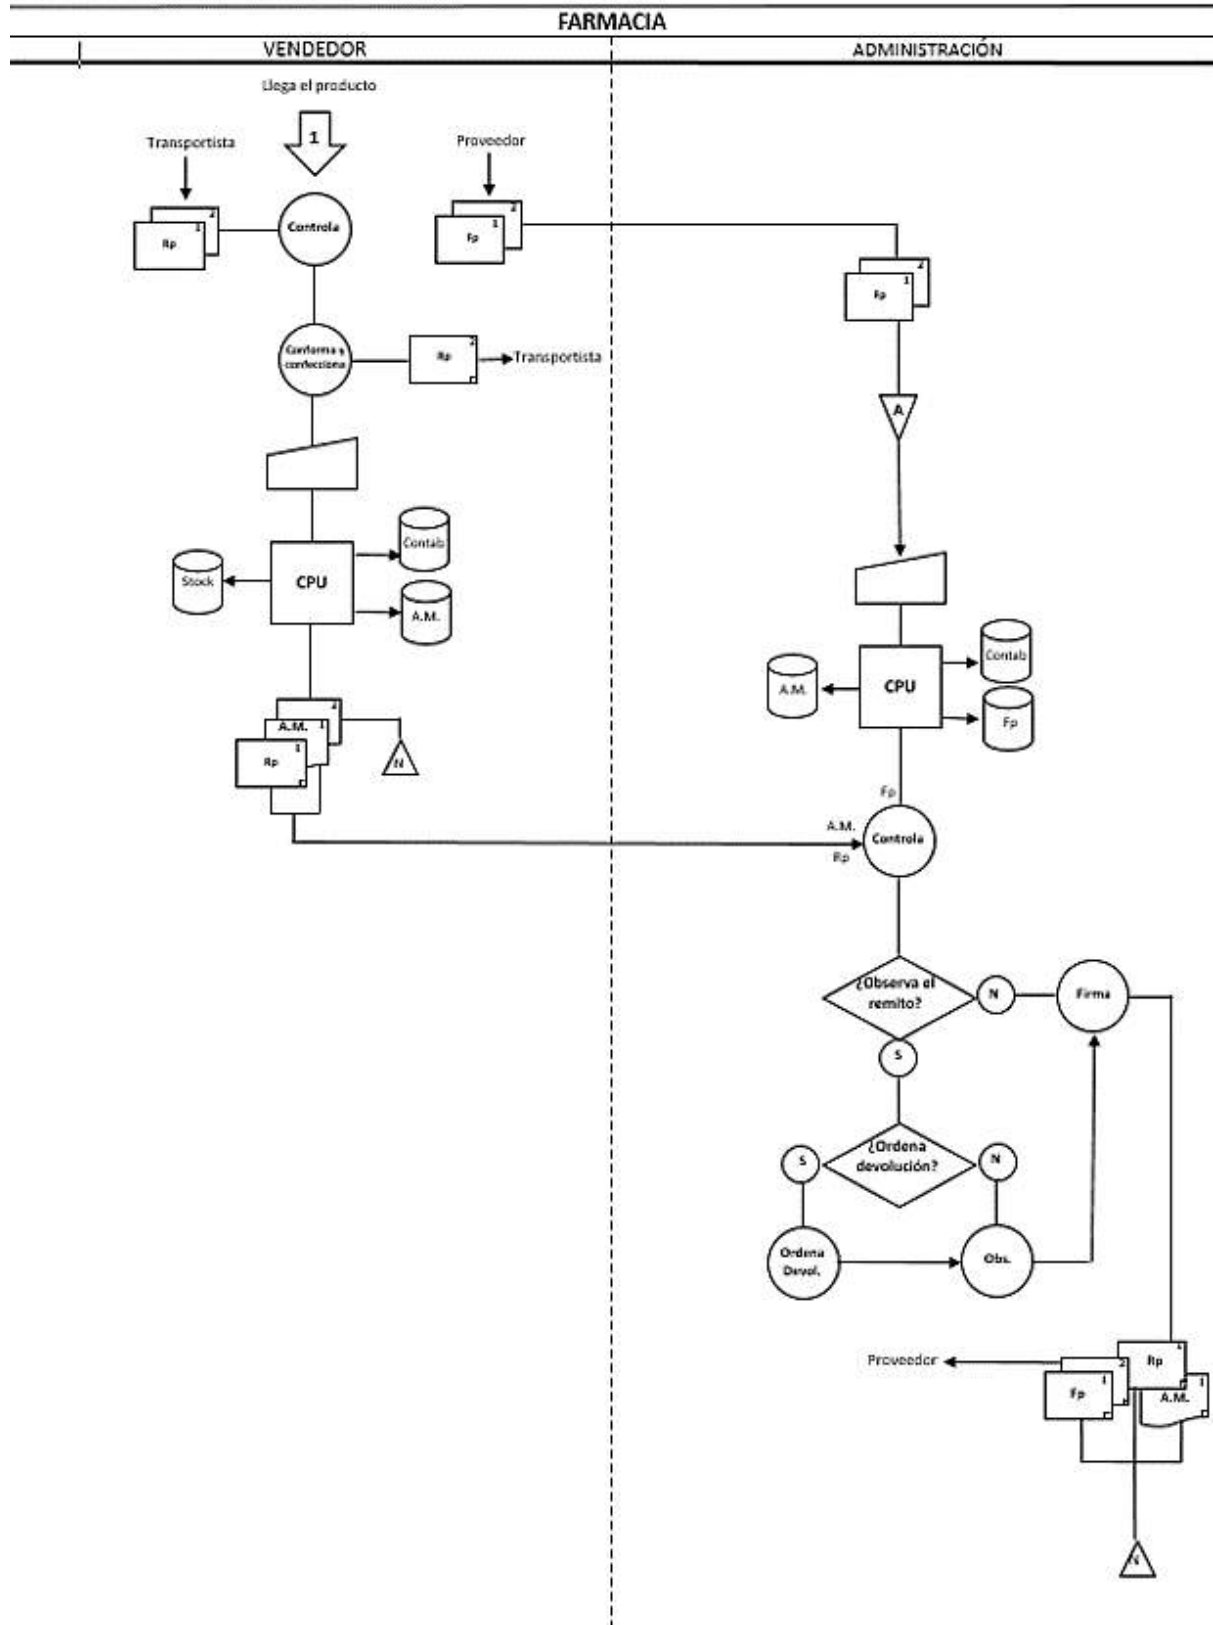 FARMACIA
VENDEDOR
ADMINISTRACIÓN
Llega el producto
1
Transportista
Proveedor
2
1
Rp
Controla
2
1
Fp
2
1
Fp
Conforma y
confecciona
2
Rp
Transportista
A
Contab
Stock
CPU
A.M.
Contab
A.M.
CPU
Fp
2
A.M.
1
1
Rp
N
Fp
A.M.
Controla
Rp
¿Observa el
remito?
N
Firma
S
¿Ordena
devolución?
S
N
Ordena
Devol.
Obs.
Proveedor
1
Rp
2
1
Fp
1
A.M.
N